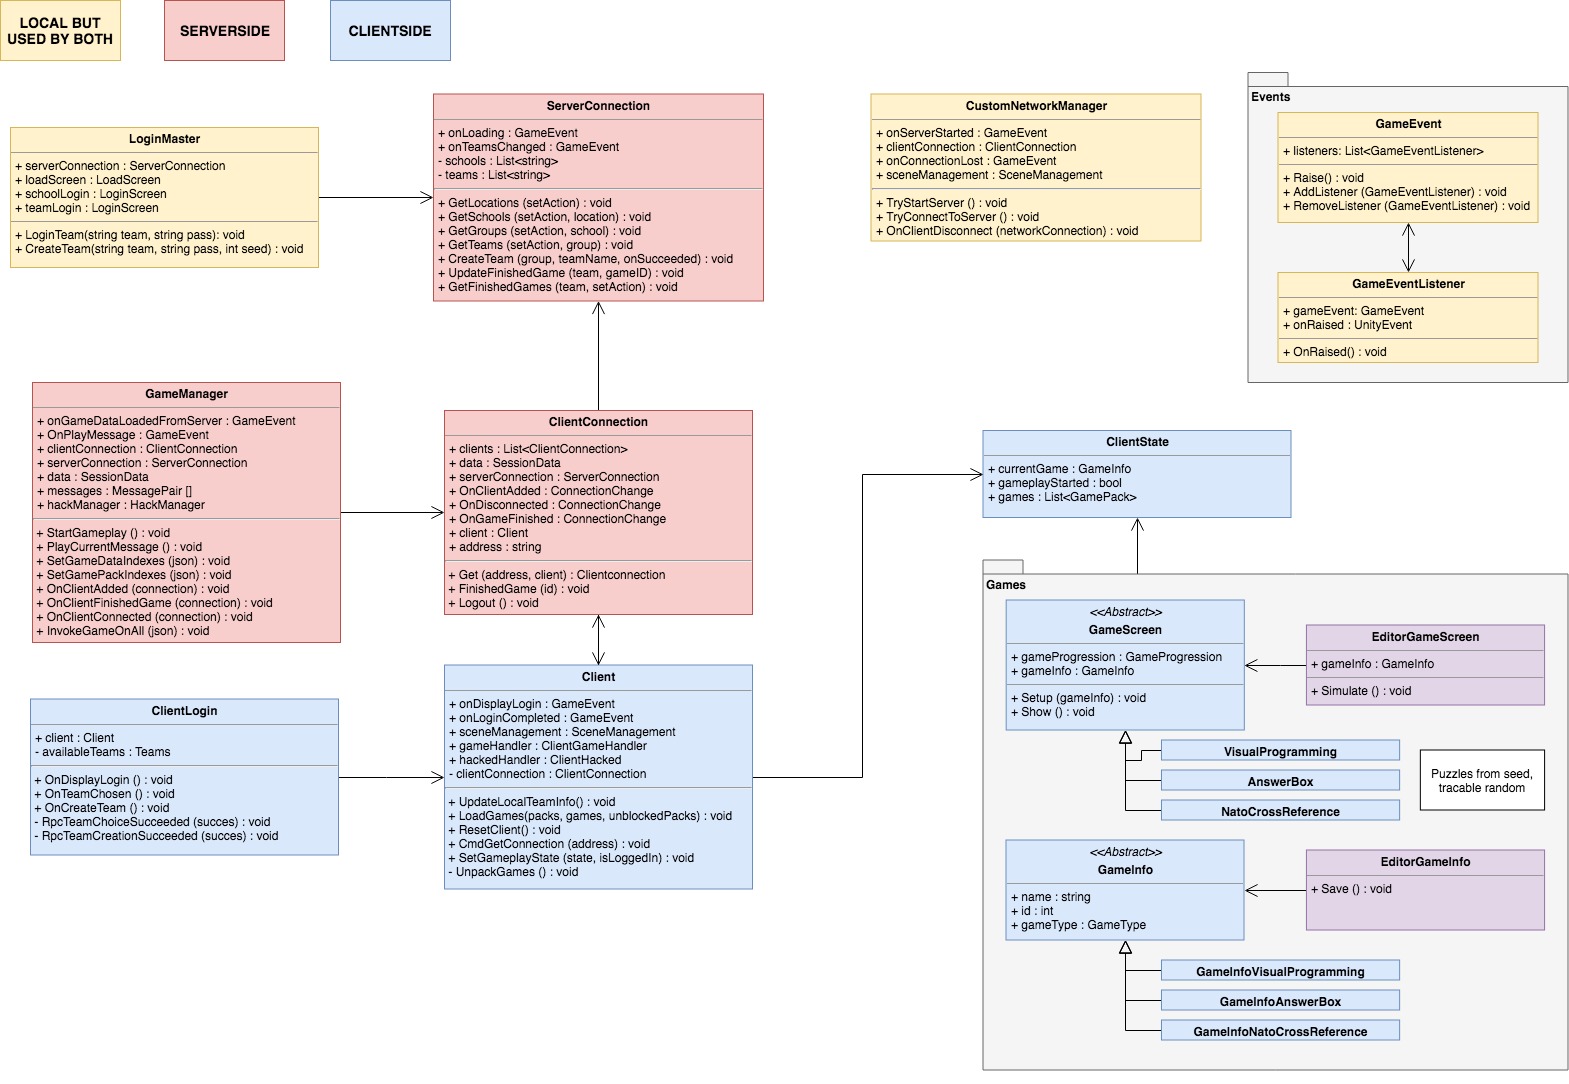 LOCAL BUT
USED BY BOTH
SERVERSIDE
CLIENTSIDE
LoginMaster
+ serverConnection : ServerConnection
+ loadScreen : LoadScreen
+ schoolLogin : LoginScreen
+ teamLogin : LoginScreen
+ LoginTeam(string team, string pass): void
+ CreateTeam(string team, string pass, int seed) : void
ServerConnection
+ onLoading : GameEvent
+ onTeamsChanged : GameEvent
- schools : List<string>
- teams : List<string>
+ GetLocations (setAction) : void
+ GetSchools (setAction, location) : void
+ GetGroups (setAction, school) : void
+ GetTeams (setAction, group) : void
+ CreateTeam (group, teamName, onSucceeded) : void
+ UpdateFinishedGame (team, gameID) : void
+ GetFinishedGames (team, setAction) : void
CustomNetworkManager
+ onServerStarted : GameEvent
+ clientConnection : ClientConnection
+ onConnectionLost : GameEvent
+ sceneManagement : SceneManagement
+ TryStartServer () : void
+ TryConnectToServer () : void
+ OnClientDisconnect (networkConnection) : void
Events
GameEvent
+ listeners: List<GameEventListener>
+ Raise() : void
+ AddListener (GameEventListener) : void
+ RemoveListener (GameEventListener) : void
GameEventListener
+ gameEvent: GameEvent
+ onRaised : UnityEvent
+ OnRaised() : void
GameManager
+ onGameDataLoadedFromServer : GameEvent
+ OnPlayMessage : GameEvent
+ clientConnection : ClientConnection
+ serverConnection : ServerConnection
+ data : SessionData
+ messages : MessagePair []
+ hackManager : HackManager
+ StartGameplay () : void
+ PlayCurrentMessage () : void
+ SetGameDataIndexes (json) : void
+ SetGamePackIndexes (json) : void
+ OnClientAdded (connection) : void
+ OnClientFinishedGame (connection) : void
+ OnClientConnected (connection) : void
+ InvokeGameOnAll (json) : void
ClientConnection
+ clients : List<ClientConnection>
+ data : SessionData
+ serverConnection : ServerConnection
+ OnClientAdded : ConnectionChange
+ OnDisconnected : ConnectionChange
+ OnGameFinished : ConnectionChange
+ client : Client
+ address : string
+ Get (address, client) : Clientconnection
+ FinishedGame (id) : void
+ Logout () : void
ClientState
+ currentGame : GameInfo
+ gameplayStarted : bool
+ games : List<GamePack>
ClientLogin
+ client : Client
- availableTeams : Teams
+ OnDisplayLogin () : void
+ OnTeamChosen () : void
+ OnCreateTeam () : void
- RpcTeamChoiceSucceeded (succes) : void
- RpcTeamCreationSucceeded (succes) : void
Client
+ onDisplayLogin : GameEvent
+ onLoginCompleted : GameEvent
+ sceneManagement : SceneManagement
+ gameHandler : ClientGameHandler
+ hackedHandler : ClientHacked
- clientConnection : ClientConnection
+ UpdateLocalTeamInfo() : void
+ LoadGames(packs, games, unblockedPacks) : void
+ ResetClient() : void
+ CmdGetConnection (address) : void
+ SetGameplayState (state, isLoggedIn) : void
- UnpackGames () : void
Games
<<Abstract>>
GameScreen
+ gameProgression : GameProgression
+ gameInfo : GameInfo
+ Setup (gameInfo) : void
+ Show () : void
EditorGameScreen
+ gameInfo : GameInfo
+ Simulate () : void
VisualProgramming
AnswerBox
NatoCrossReference
Puzzles from seed,
tracable random
<<Abstract>>
GameInfo
+ name : string
+ id : int
+ gameType : GameType
EditorGameInfo
+ Save () : void
GameInfoVisualProgramming
GameInfoAnswerBox
GameInfoNatoCrossReference